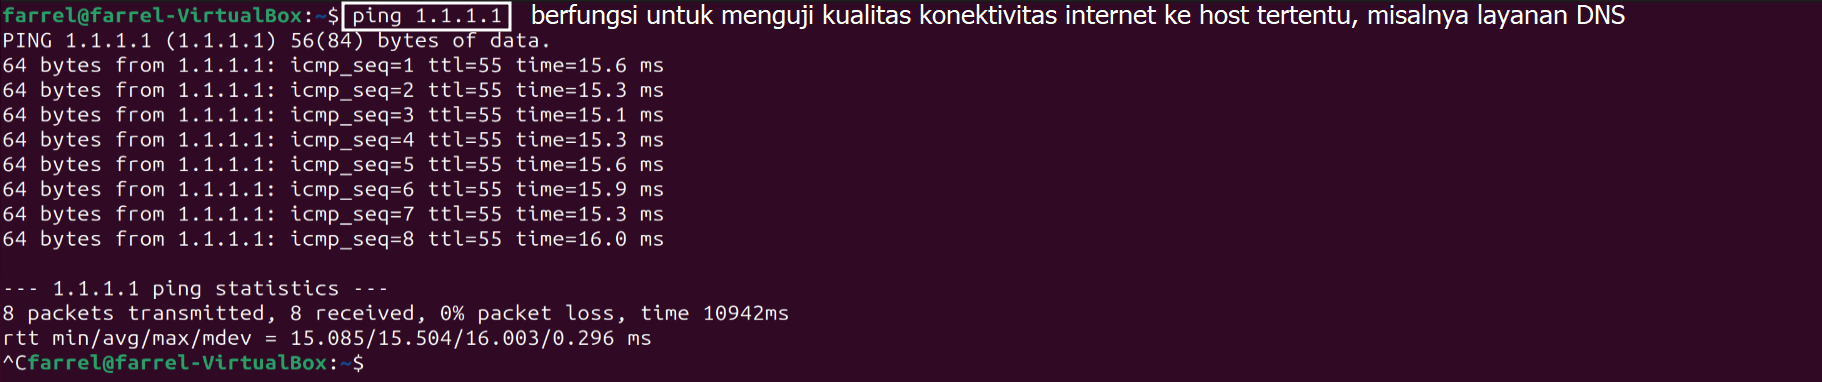 farrel@farrel-VirtualBox:~$ ping 1.1.1.1 berfungsi untuk menguji kualitas konektivitas internet ke host tertentu, misalnya layanan DNS
PING 1.1.1.1 (1.1.1.1) 56(84) bytes of data.
64 bytes from 1.1.1.1: icmp_seq=1 ttl=55 time=15.6 ms
64 bytes from 1.1.1.1: icmp_seq=2 ttl=55 time=15.3 ms
64 bytes from 1.1.1.1: icmp_seq=3 ttl=55 time=15.1 ms
64 bytes from 1.1.1.1: icmp_seq=4 ttl=55 time=15.3 ms
64 bytes from 1.1.1.1: icmp_seq=5 ttl=55 time=15.6 ms
64 bytes from 1.1.1.1: icmp_seq=6 ttl=55 time=15.9 ms
64 bytes from 1.1.1.1: icmp_seq=7 ttl=55 time=15.3 ms
64 bytes from 1.1.1.1: icmp_seq=8 ttl=55 time=16.0 ms
--- 1.1.1.1 ping statistics ---
8 packets transmitted, 8 received, 0% packet loss, time 10942ms
rtt min/avg/max/mdev = 15.085/15.504/16.003/0.296 ms
^Cfarrel@farrel-VirtualBox:~$